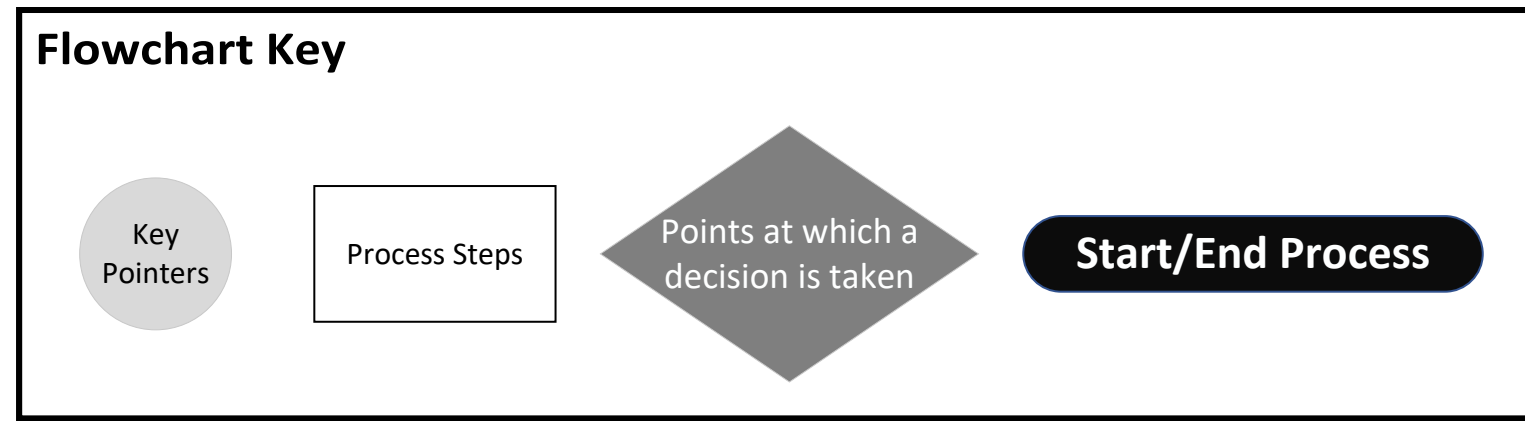 Flowchart Key
Key
Pointers
Process Steps
Points at which a
decision is taken
Start/End Process